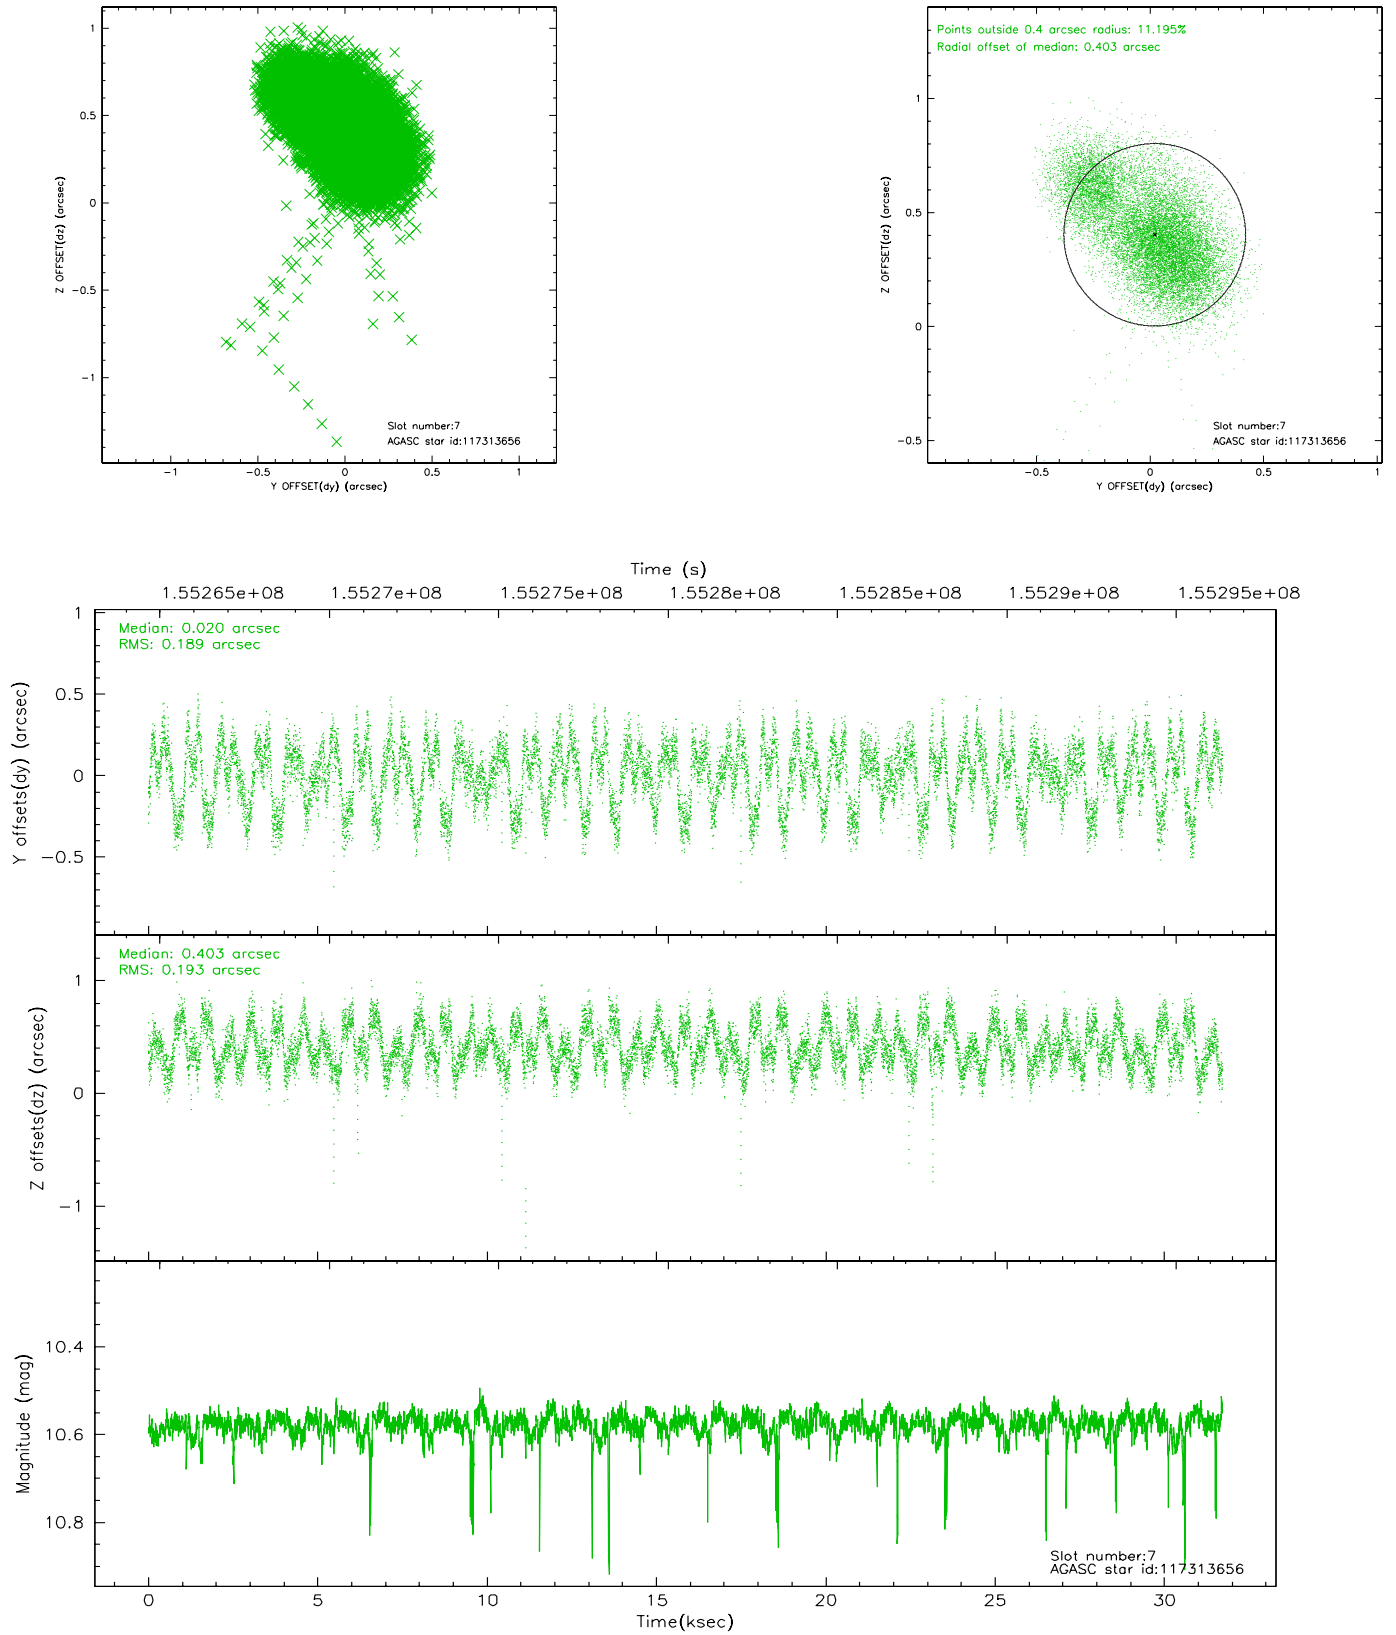 1
0.5
0
−0.5
−1
Z OFFSET(dz) (arcsec)
Slot number:7
AGASC star id:117313656
−1
−0.5
0
0.5
1
Y OFFSET(dy) (arcsec)
Points outside 0.4 arcsec radius: 11.195%
Radial offset of median: 0.403 arcsec
1
0.5
0
−0.5
Z OFFSET(dz) (arcsec)
Slot number:7
AGASC star id:117313656
−0.5
0
0.5
1
Y OFFSET(dy) (arcsec)
Time (s)
1.55265e+08
1.5527e+08
1.55275e+08
1.5528e+08
1.55285e+08
1.5529e+08
1.55295e+08
Median: 0.020 arcsec
RMS: 0.189 arcsec
1
0.5
0
−0.5
Y offsets(dy) (arcsec)
Median: 0.403 arcsec
RMS: 0.193 arcsec
1
0
−1
Z offsets(dz) (arcsec)
10.4
10.6
10.8
Magnitude (mag)
Slot number:7
AGASC star id:117313656
0
5
10
15
20
25
30
Time(ksec)